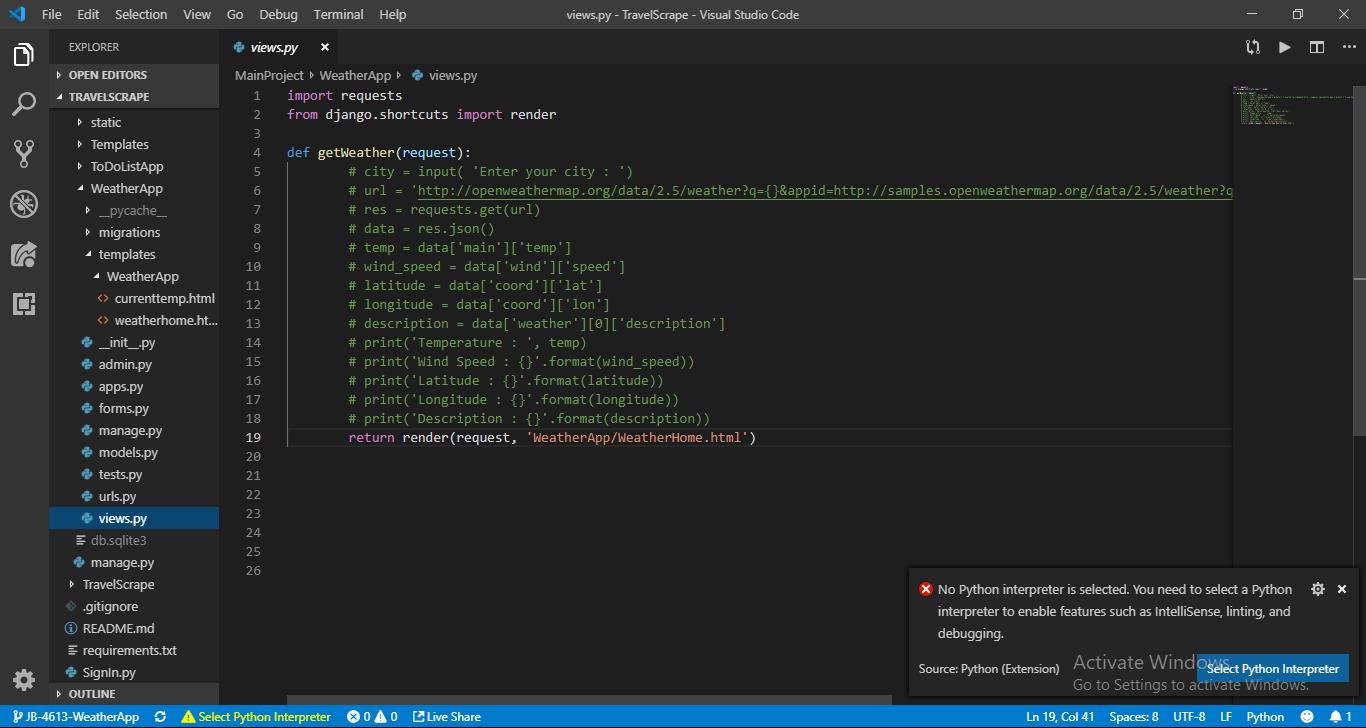 File Edit Selection View Go Debug Terminal Help views.py - TravelScrape - Visual Studio Code
EXPLORER
OPEN EDITORS
TRAVELSCRAPE
static
Templates
ToDoListApp
WeatherApp
__pycache__
migrations
templates
WeatherApp
currenttemp.html
weatherhome.ht...
__init__.py
admin.py
apps.py
forms.py
manage.py
models.py
tests.py
urls.py
views.py
db.sqlite3
manage.py
TravelScrape
.gitignore
README.md
requirements.txt
SignIn.py
OUTLINE
views.py
MainProject WeatherApp views.py
1 import requests
2 from django.shortcuts import render
3
4 def getWeather(request):
5 # city = input( 'Enter your city : ')
6 # url = 'http://openweathermap.org/data/2.5/weather?q={}&appid=http://samples.openweathermap.org/data/2.5/weather?q
7 # res = requests.get(url)
8 # data = res.json()
9 # temp = data['main']['temp']
10 # wind_speed = data['wind']['speed']
11 # latitude = data['coord']['lat']
12 # longitude = data['coord']['lon']
13 # description = data['weather'][0]['description']
14 # print('Temperature : ', temp)
15 # print('Wind Speed : {}'.format(wind_speed))
16 # print('Latitude : {}'.format(latitude))
17 # print('Longitude : {}'.format(longitude))
18 # print('Description : {}'.format(description))
19 return render(request, 'WeatherApp/WeatherHome.html')
20
21
22
23
24
25
26
No Python interpreter is selected. You need to select a Python
interpreter to enable features such as IntelliSense, linting, and
debugging.
Source: Python (Extension) Select Python Interpreter
Activate Windows
Go to Settings to activate Windows.
JB-4613-WeatherApp Select Python Interpreter 0 0 Live Share Ln 19, Col 41 Spaces: 8 UTF-8 LF Python 1